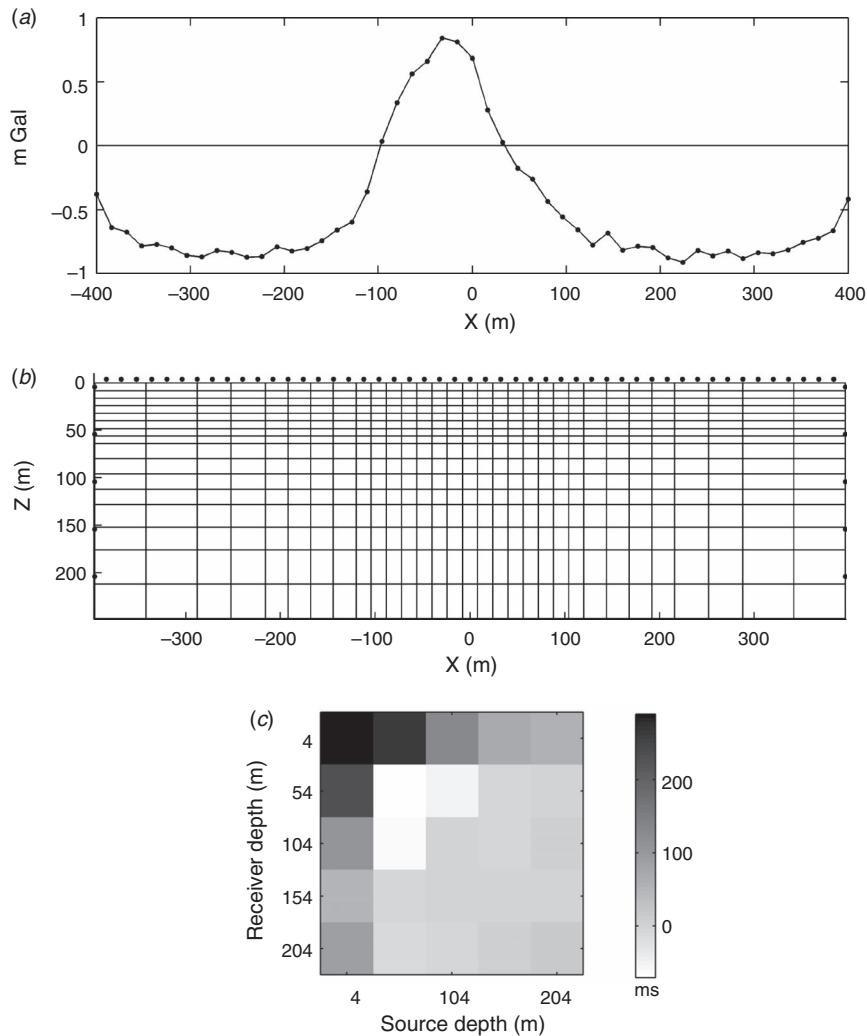 (a)
1
0.5
0
−0.5
−1
m Gal
−400 −300 −200 −100 0 100 200 300 400
X (m)
(b)
0
50
100
150
200
Z (m)
−300 −200 −100 0 100 200 300
X (m)
(c)
4
54
104
154
204
Receiver depth (m)
4 104 204
Source depth (m)
200
100
0
ms